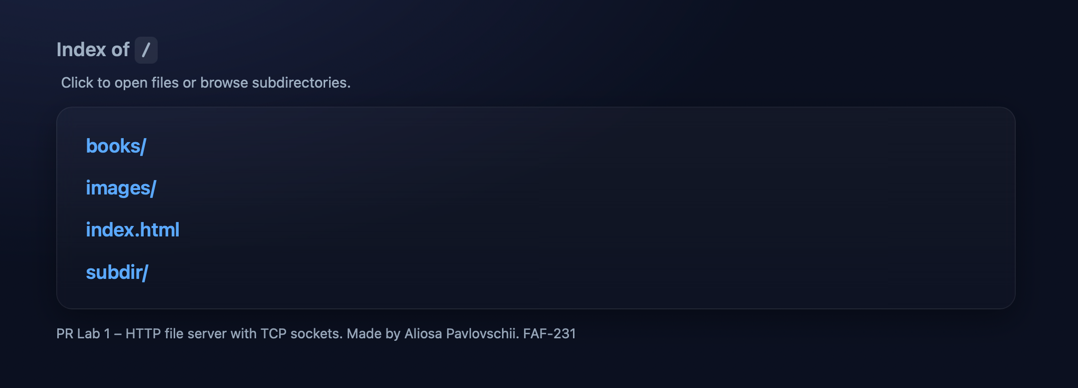 Index of /
Click to open files or browse subdirectories.
books/
images/
index.html
subdir/
PR Lab 1 – HTTP file server with TCP sockets. Made by Aliosa Pavlovschii. FAF-231